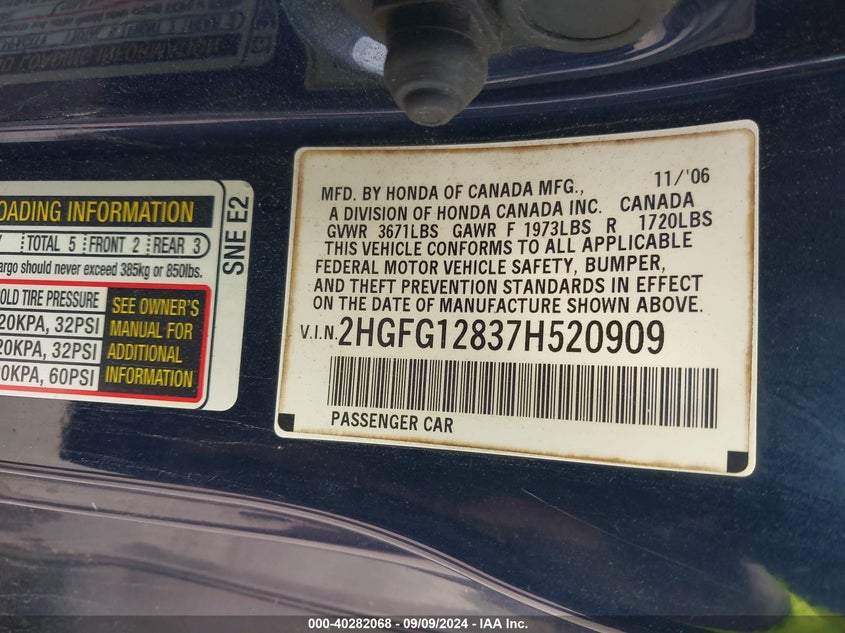 OADING INFORMATION
TOTAL 5 FRONT 2 REAR 3
argo should never exceed 385kg or 850lbs.
OLD TIRE PRESSURE
20KPA, 32PSI
20KPA, 32PSI
20KPA, 60PSI
SEE OWNER'S
MANUAL FOR
ADDITIONAL
INFORMATION
SNE E2
MFD. BY HONDA OF CANADA MFG., 11/'06
A DIVISION OF HONDA CANADA INC. CANADA
GVWR 3671LBS GAWR F 1973LBS R 1720LBS
THIS VEHICLE CONFORMS TO ALL APPLICABLE
FEDERAL MOTOR VEHICLE SAFETY, BUMPER,
AND THEFT PREVENTION STANDARDS IN EFFECT
ON THE DATE OF MANUFACTURE SHOWN ABOVE.
V.I.N. 2HGFG12837H520909
PASSENGER CAR
000-40282068 - 09/09/2024 - IAA Inc.